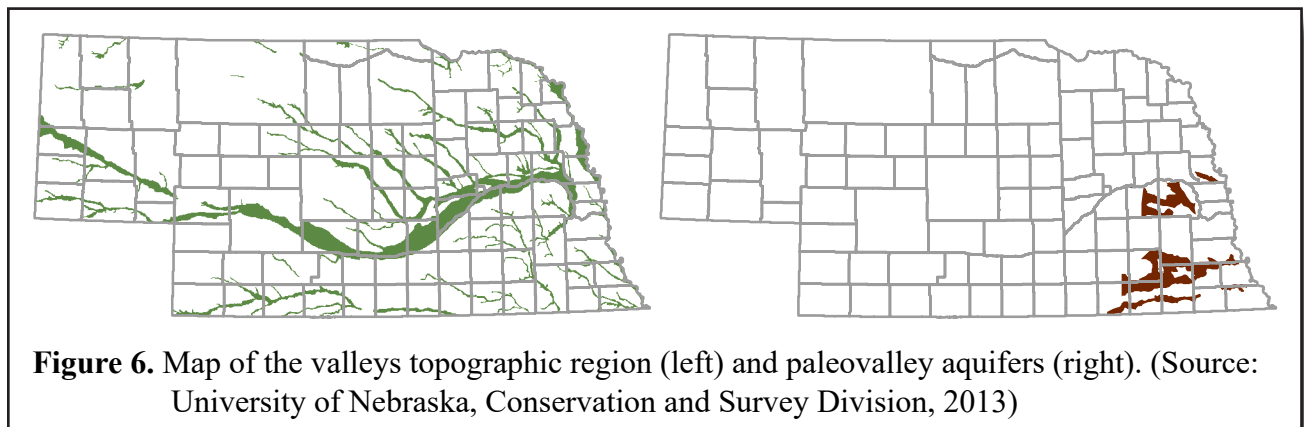 Figure 6. Map of the valleys topographic region (left) and paleovalley aquifers (right). (Source:
University of Nebraska, Conservation and Survey Division, 2013)